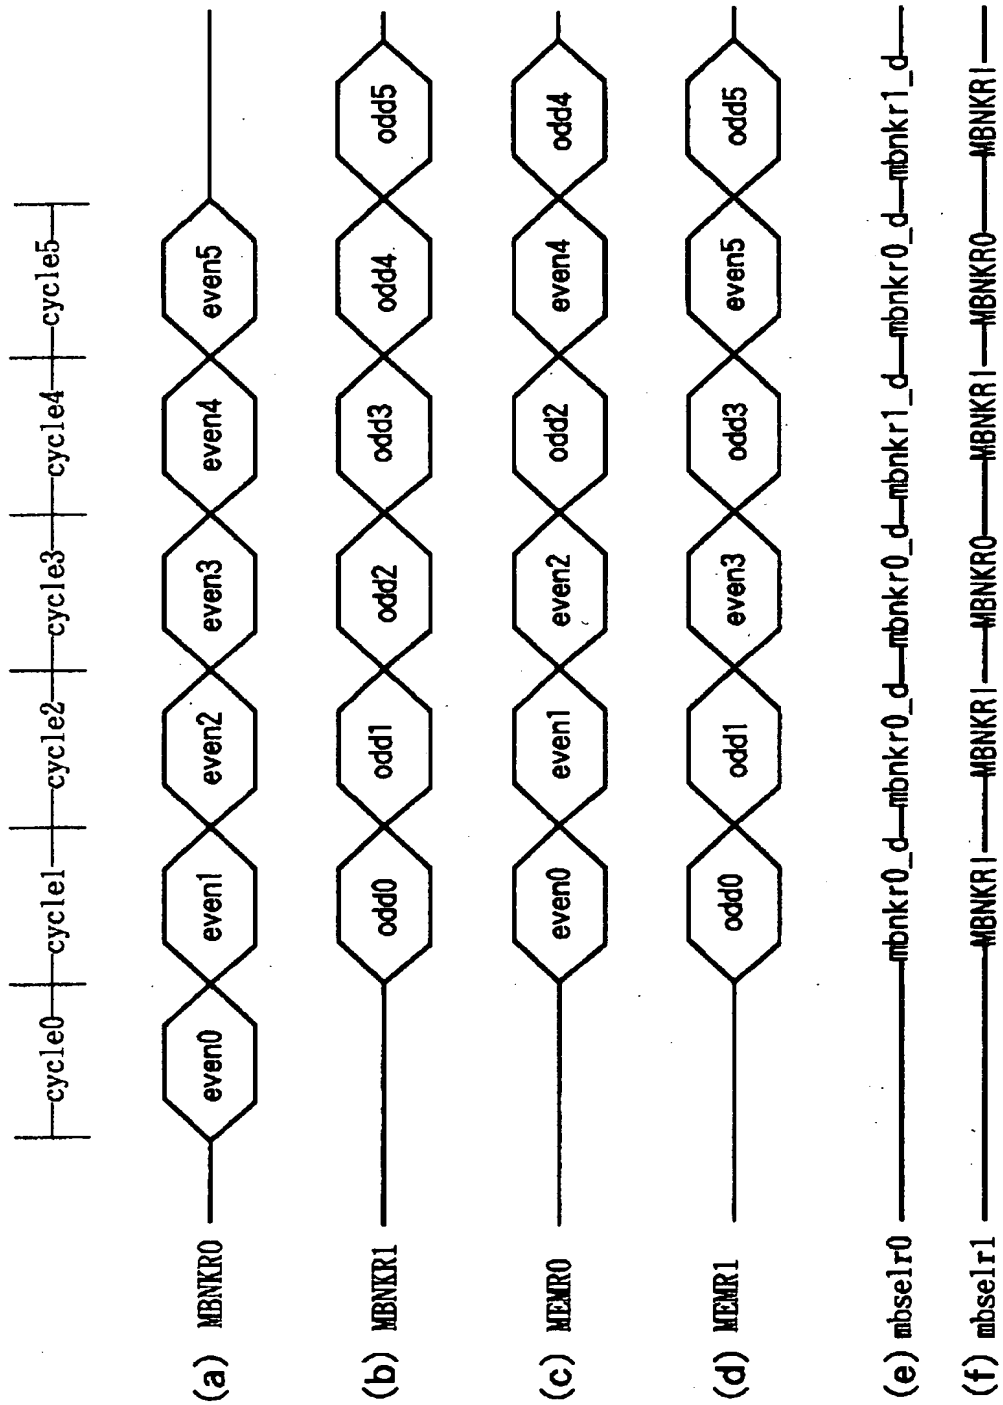 cycle0 cycle1 cycle2 cycle3 cycle4 cycle5
(a) MBNKR0 even0 even1 even2 even3 even4 even5
(b) MBNKR1 odd0 odd1 odd2 odd3 odd4 odd5
(c) MEMR0 even0 even1 even2 odd2 even4 odd4
(d) MEMR1 odd0 odd1 even3 odd3 even5 odd5
(e) mbselr0 mbnkr0_d mbnkr0_d mbnkr0_d mbnkr1_d mbnkr0_d mbnkr1_d
(f) mbselr1 MBNKR1 MBNKR1 MBNKR0 MBNKR1 MBNKR0 MBNKR1